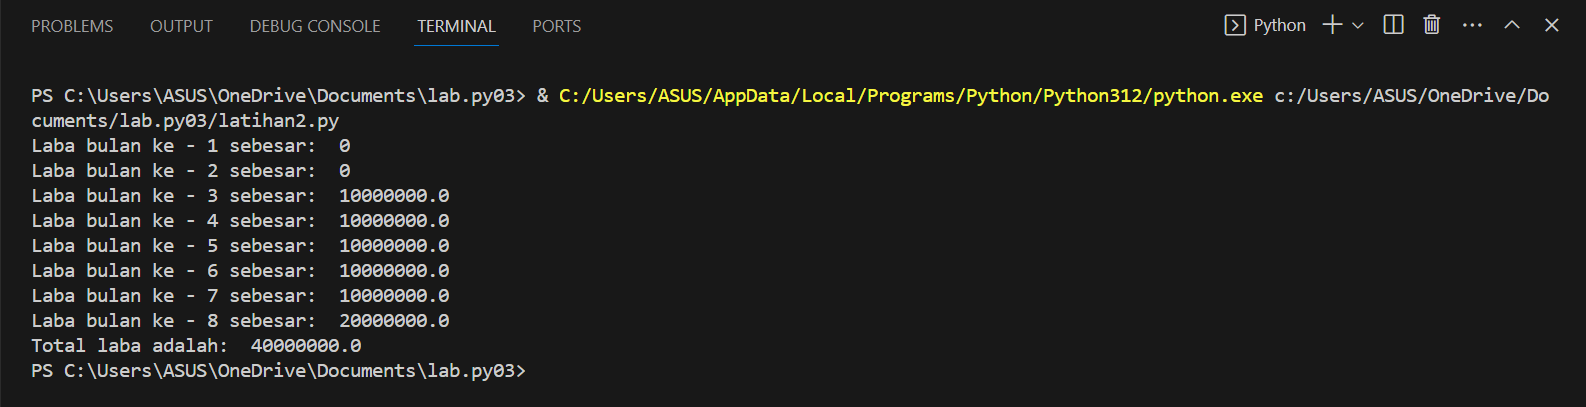 PROBLEMS OUTPUT DEBUG CONSOLE TERMINAL PORTS Python
PS C:\Users\ASUS\OneDrive\Documents\lab.py03> & C:/Users/ASUS/AppData/Local/Programs/Python/Python312/python.exe c:/Users/ASUS/OneDrive/Do
cuments/lab.py03/latihan2.py
Laba bulan ke - 1 sebesar:  0
Laba bulan ke - 2 sebesar:  0
Laba bulan ke - 3 sebesar:  10000000.0
Laba bulan ke - 4 sebesar:  10000000.0
Laba bulan ke - 5 sebesar:  10000000.0
Laba bulan ke - 6 sebesar:  10000000.0
Laba bulan ke - 7 sebesar:  10000000.0
Laba bulan ke - 8 sebesar:  20000000.0
Total laba adalah:  40000000.0
PS C:\Users\ASUS\OneDrive\Documents\lab.py03>